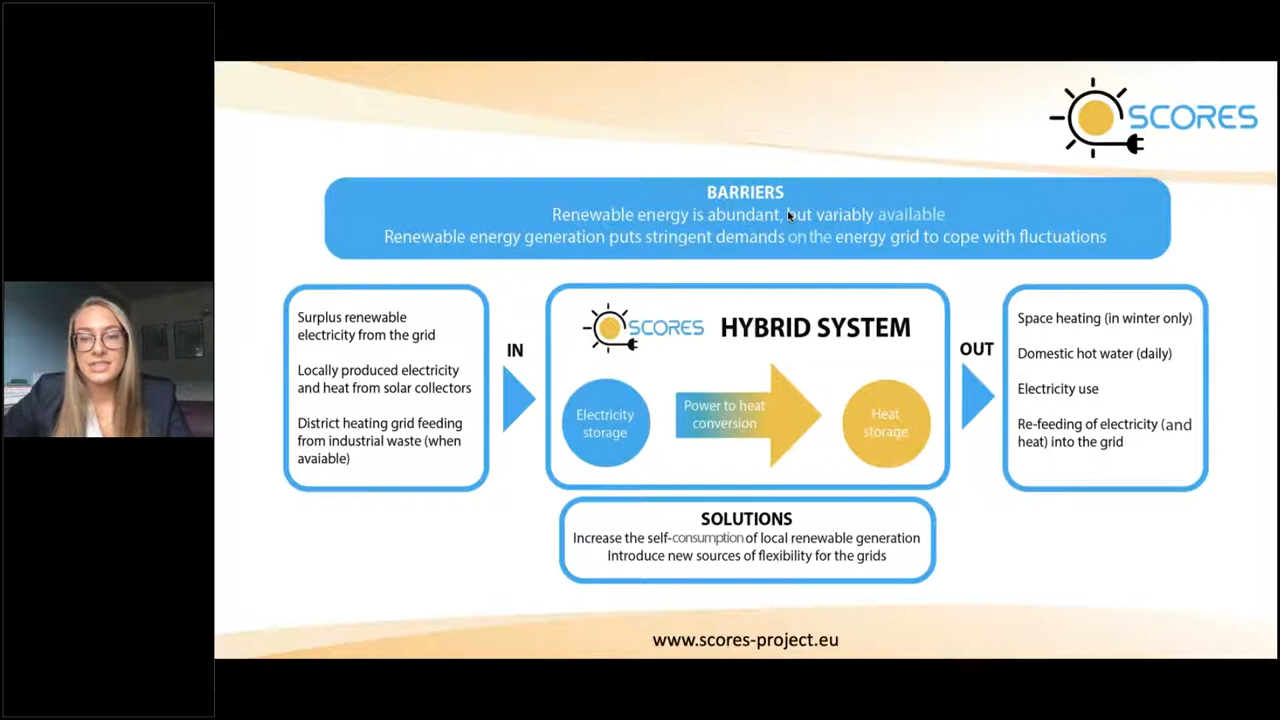 SCORES
BARRIERS
Renewable energy is abundant, but variably available
Renewable energy generation puts stringent demands on the energy grid to cope with fluctuations
Surplus renewable
electricity from the grid
Locally produced electricity
and heat from solar collectors
District heating grid feeding
from industrial waste (when
avaiable)
IN
SCORES HYBRID SYSTEM
Electricity
storage
Power to heat
conversion
Heat
storage
OUT
Space heating (in winter only)
Domestic hot water (daily)
Electricity use
Re-feeding of electricity (and
heat) into the grid
SOLUTIONS
Increase the self-consumption of local renewable generation
Introduce new sources of flexibility for the grids
www.scores-project.eu